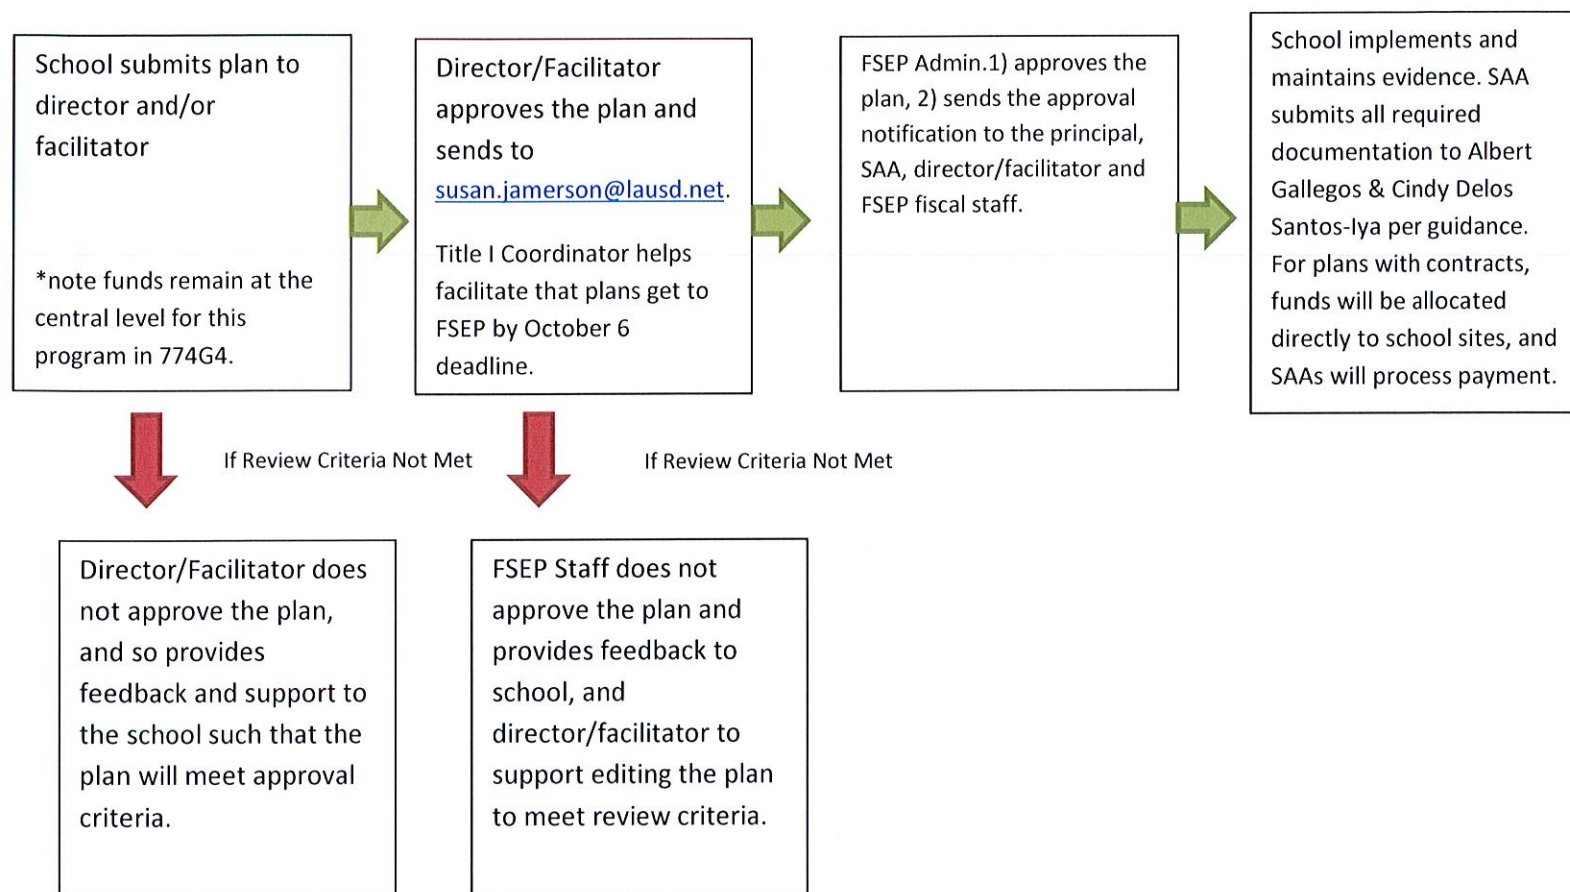 School submits plan to
director and/or
facilitator
*note funds remain at the
central level for this
program in 774G4.
Director/Facilitator
approves the plan and
sends to
susan.jamerson@lausd.net.
Title I Coordinator helps
facilitate that plans get to
FSEP by October 6
deadline.
FSEP Admin.1) approves the
plan, 2) sends the approval
notification to the principal,
SAA, director/facilitator and
FSEP fiscal staff.
School implements and
maintains evidence. SAA
submits all required
documentation to Albert
Gallegos & Cindy Delos
Santos-Iya per guidance.
For plans with contracts,
funds will be allocated
directly to school sites, and
SAAs will process payment.
If Review Criteria Not Met
If Review Criteria Not Met
Director/Facilitator does
not approve the plan,
and so provides
feedback and support to
the school such that the
plan will meet approval
criteria.
FSEP Staff does not
approve the plan and
provides feedback to
school, and
director/facilitator to
support editing the plan
to meet review criteria.